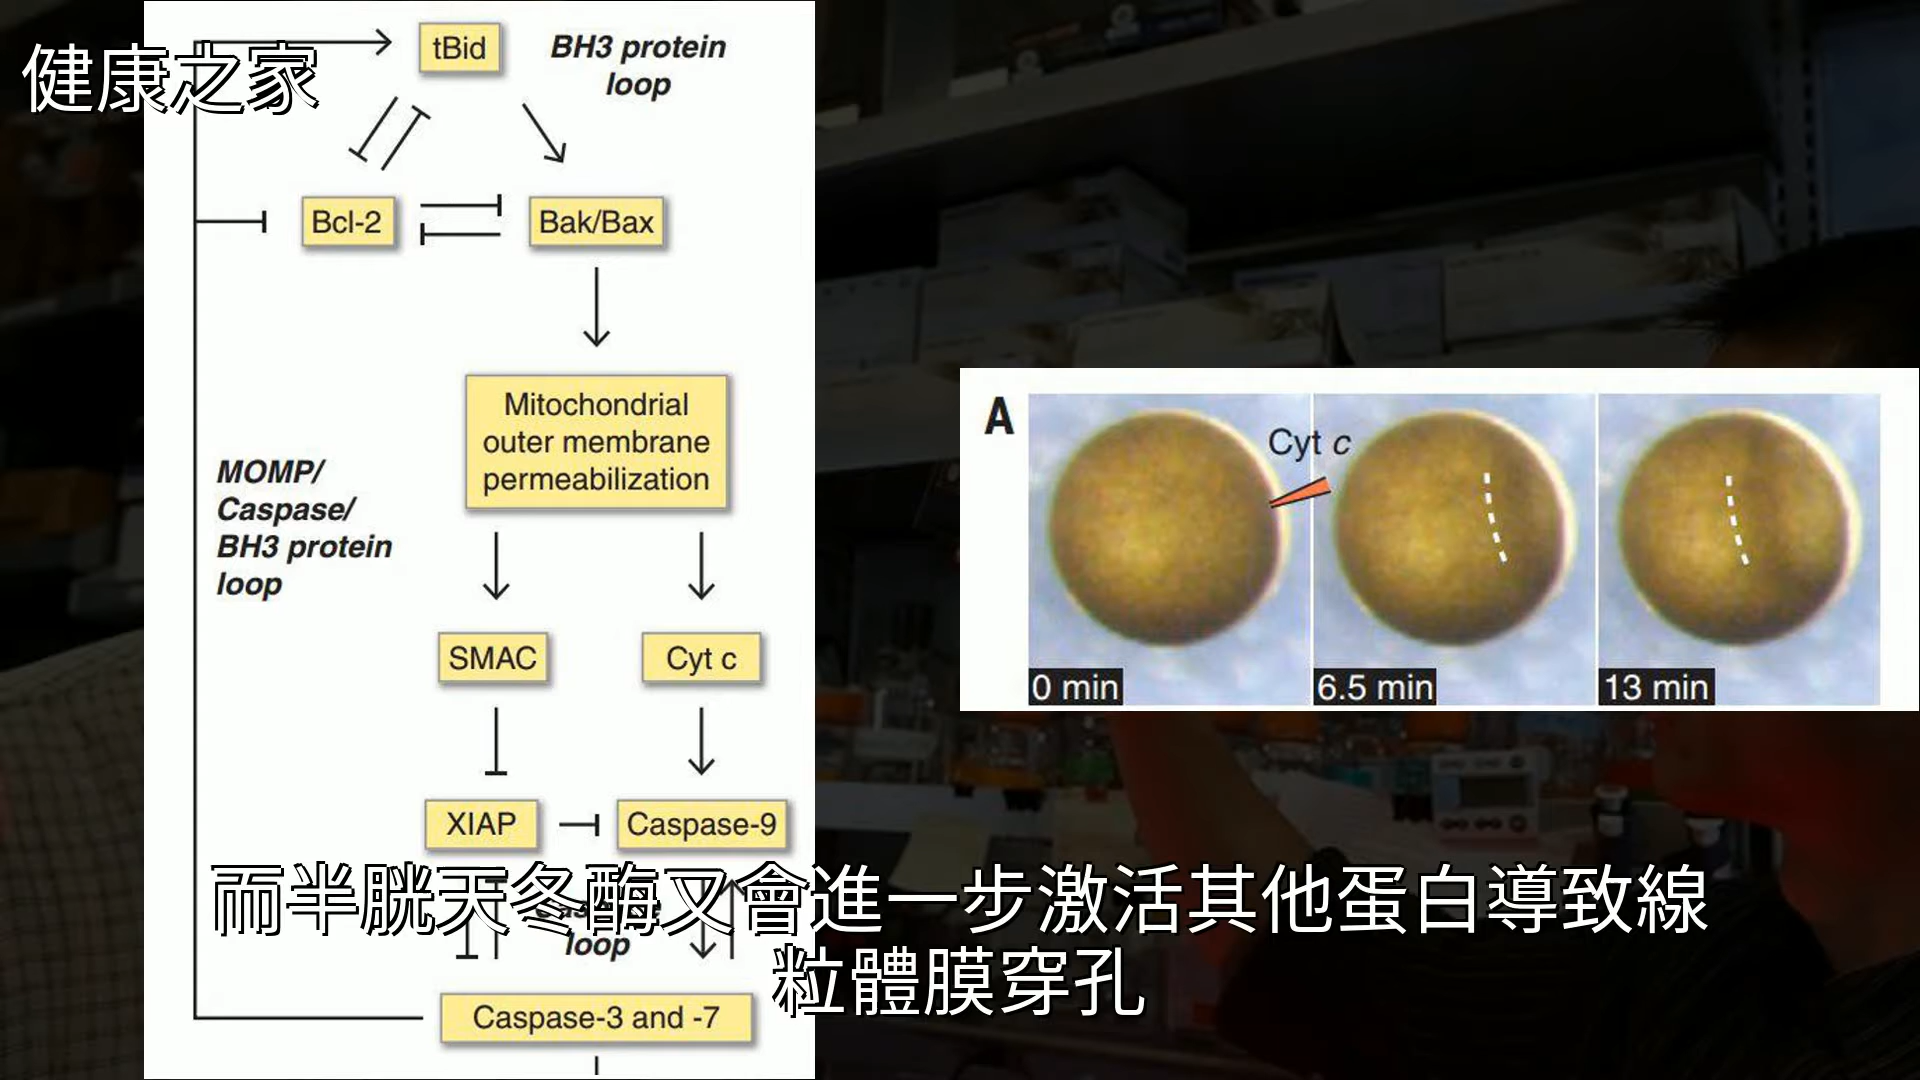 健康之家
tBid
BH3 protein
loop
Bcl-2
Bak/Bax
Mitochondrial
outer membrane
permeabilization
MOMP/
Caspase/
BH3 protein
loop
SMAC
Cyt c
XIAP
Caspase-9
loop
Caspase-3 and -7
A
Cyt c
0 min
6.5 min
13 min
而半胱天冬酶又會進一步激活其他蛋白導致線
粒體膜穿孔